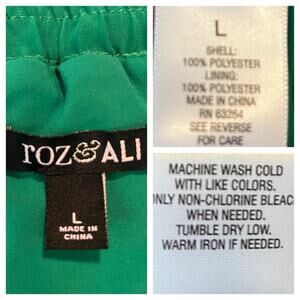 roz&ALI
L
MADE IN
CHINA
L
SHELL:
100% POLYESTER
LINING:
100% POLYESTER
MADE IN CHINA
RN 63264
SEE REVERSE
FOR CARE
MACHINE WASH COLD
WITH LIKE COLORS.
ONLY NON-CHLORINE BLEAC
WHEN NEEDED.
TUMBLE DRY LOW.
WARM IRON IF NEEDED.